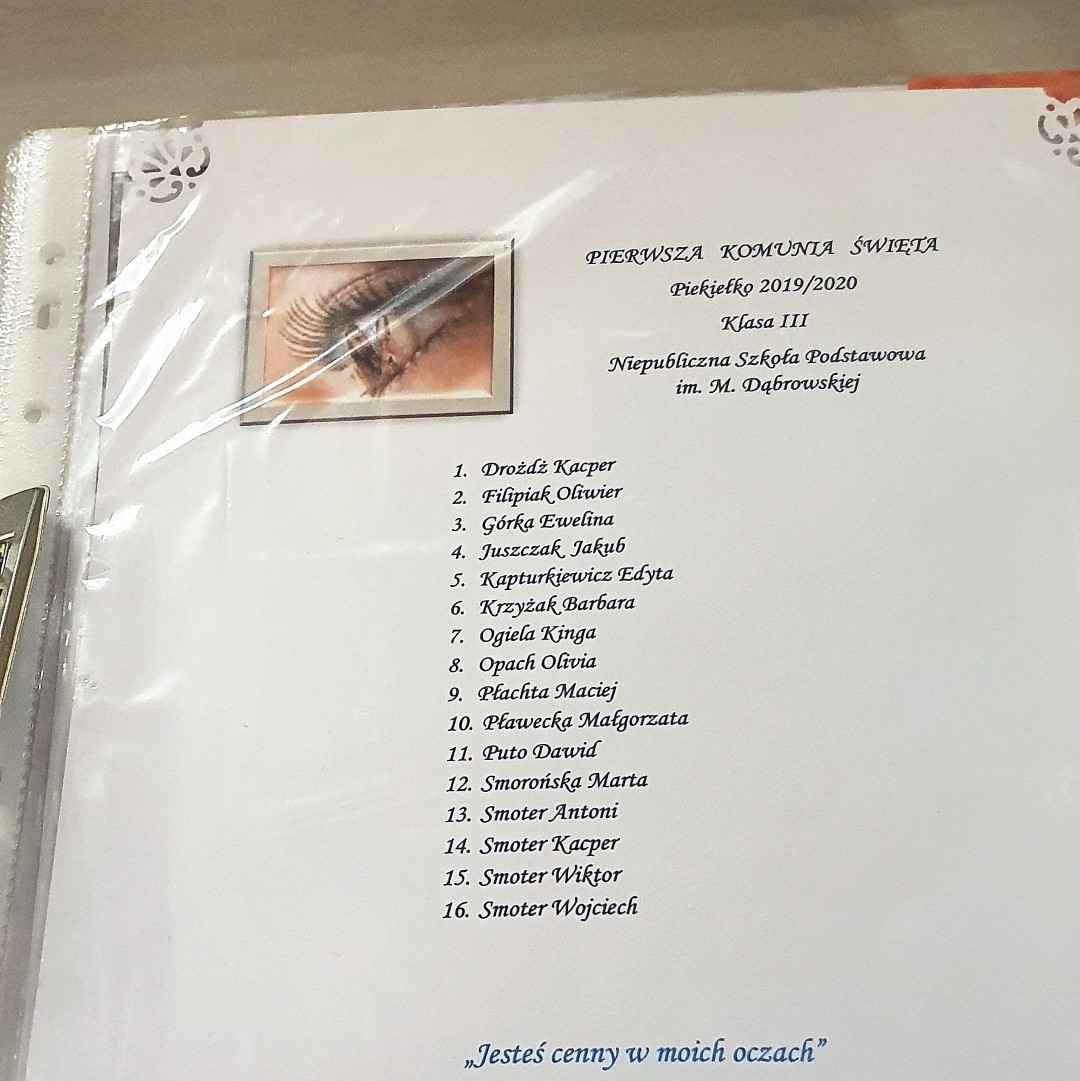 PIERWSZA KOMUNIA ŚWIĘTA
Piekiełko 2019/2020
Klasa III
Niepubliczna Szkoła Podstawowa
im. M. Dąbrowskiej
1. Drożdż Kacper
2. Filipiak Oliwier
3. Górka Ewelina
4. Juszczak Jakub
5. Kapturkiewicz Edyta
6. Krzyżak Barbara
7. Ogiela Kinga
8. Opach Olivia
9. Płachta Maciej
10. Pławecka Małgorzata
11. Puto Dawid
12. Smorońska Marta
13. Smoter Antoni
14. Smoter Kacper
15. Smoter Wiktor
16. Smoter Wojciech
„Jesteś cenny w moich oczach”